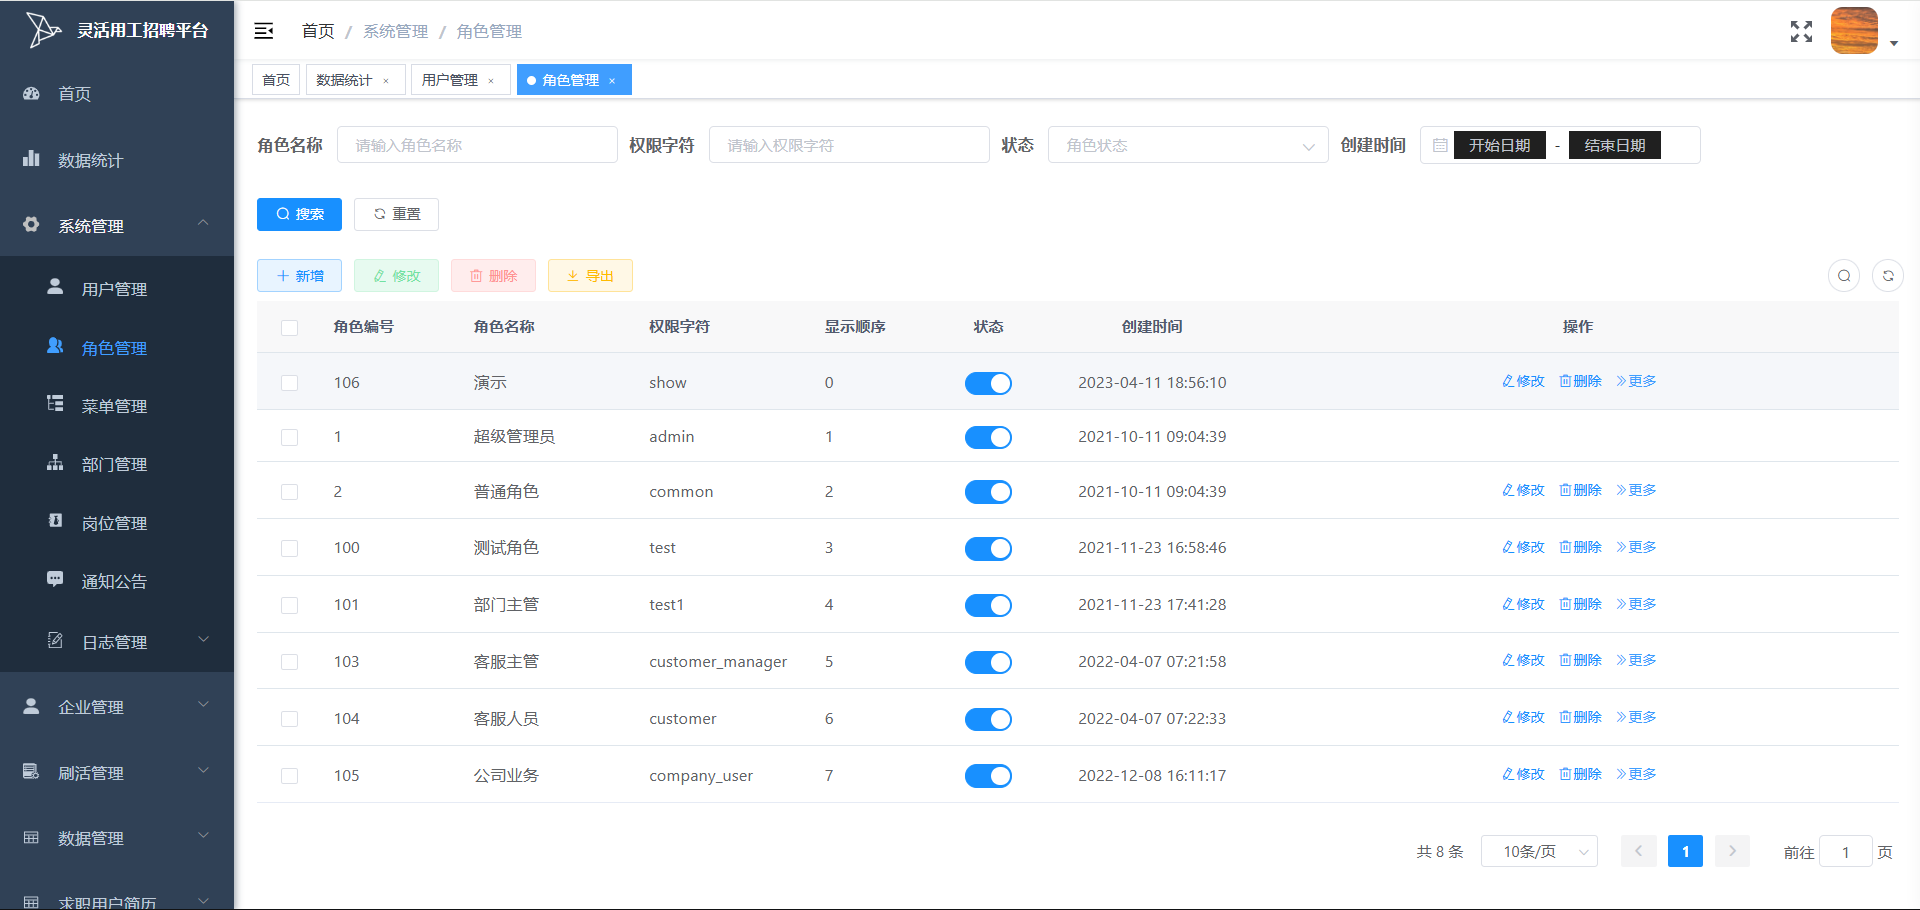 灵活用工招聘平台
首页
数据统计
系统管理
用户管理
角色管理
菜单管理
部门管理
岗位管理
通知公告
日志管理
企业管理
刷活管理
数据管理
求职用户简历
首页 / 系统管理 / 角色管理
首页 数据统计 × 用户管理 × 角色管理 ×
角色名称 请输入角色名称 权限字符 请输入权限字符 状态 角色状态 创建时间 开始日期 - 结束日期
搜索 重置
新增 修改 删除 导出
角色编号 角色名称 权限字符 显示顺序 状态 创建时间 操作
106 演示 show 0 2023-04-11 18:56:10 修改 删除 更多
1 超级管理员 admin 1 2021-10-11 09:04:39
2 普通角色 common 2 2021-10-11 09:04:39 修改 删除 更多
100 测试角色 test 3 2021-11-23 16:58:46 修改 删除 更多
101 部门主管 test1 4 2021-11-23 17:41:28 修改 删除 更多
103 客服主管 customer_manager 5 2022-04-07 07:21:58 修改 删除 更多
104 客服人员 customer 6 2022-04-07 07:22:33 修改 删除 更多
105 公司业务 company_user 7 2022-12-08 16:11:17 修改 删除 更多
共 8 条 10条/页 1 前往 1 页